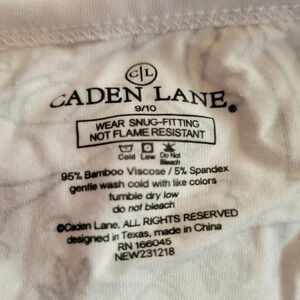 C|L
CADEN LANE®
9/10
WEAR SNUG-FITTING
NOT FLAME RESISTANT
Cold Low Do Not
Bleach
95% Bamboo Viscose / 5% Spandex
gentle wash cold with like colors
tumble dry low
do not bleach
©Caden Lane, ALL RIGHTS RESERVED
designed in Texas, made in China
RN 166045
NEW231218